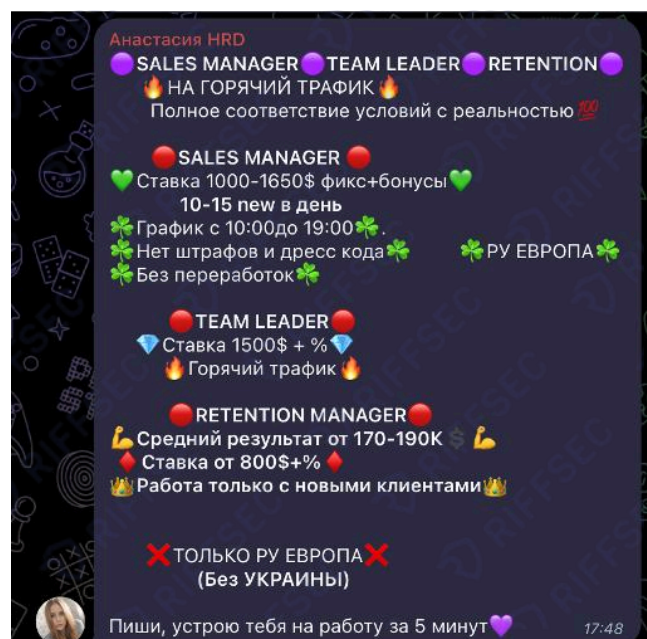 Анастасия HRD
🟣SALES MANAGER🟣TEAM LEADER🟣RETENTION🟣
🔥НА ГОРЯЧИЙ ТРАФИК🔥
Полное соответствие условий с реальностью💯
🔴SALES MANAGER 🔴
💚Ставка 1000-1650$ фикс+бонусы💚
10-15 new в день
☘️График с 10:00до 19:00☘️.
☘️Нет штрафов и дресс кода☘️ ☘️РУ ЕВРОПА☘️
☘️Без переработок☘️
🔴TEAM LEADER🔴
💎Ставка 1500$ + %💎
🔥Горячий трафик🔥
🔴RETENTION MANAGER🔴
💪Средний результат от 170-190K💲💪
♦️Ставка от 800$+%♦️
👑Работа только с новыми клиентами👑
❌ТОЛЬКО РУ ЕВРОПА❌
(Без УКРАИНЫ)
Пиши, устрою тебя на работу за 5 минут💜
17:48
RIFFSEC